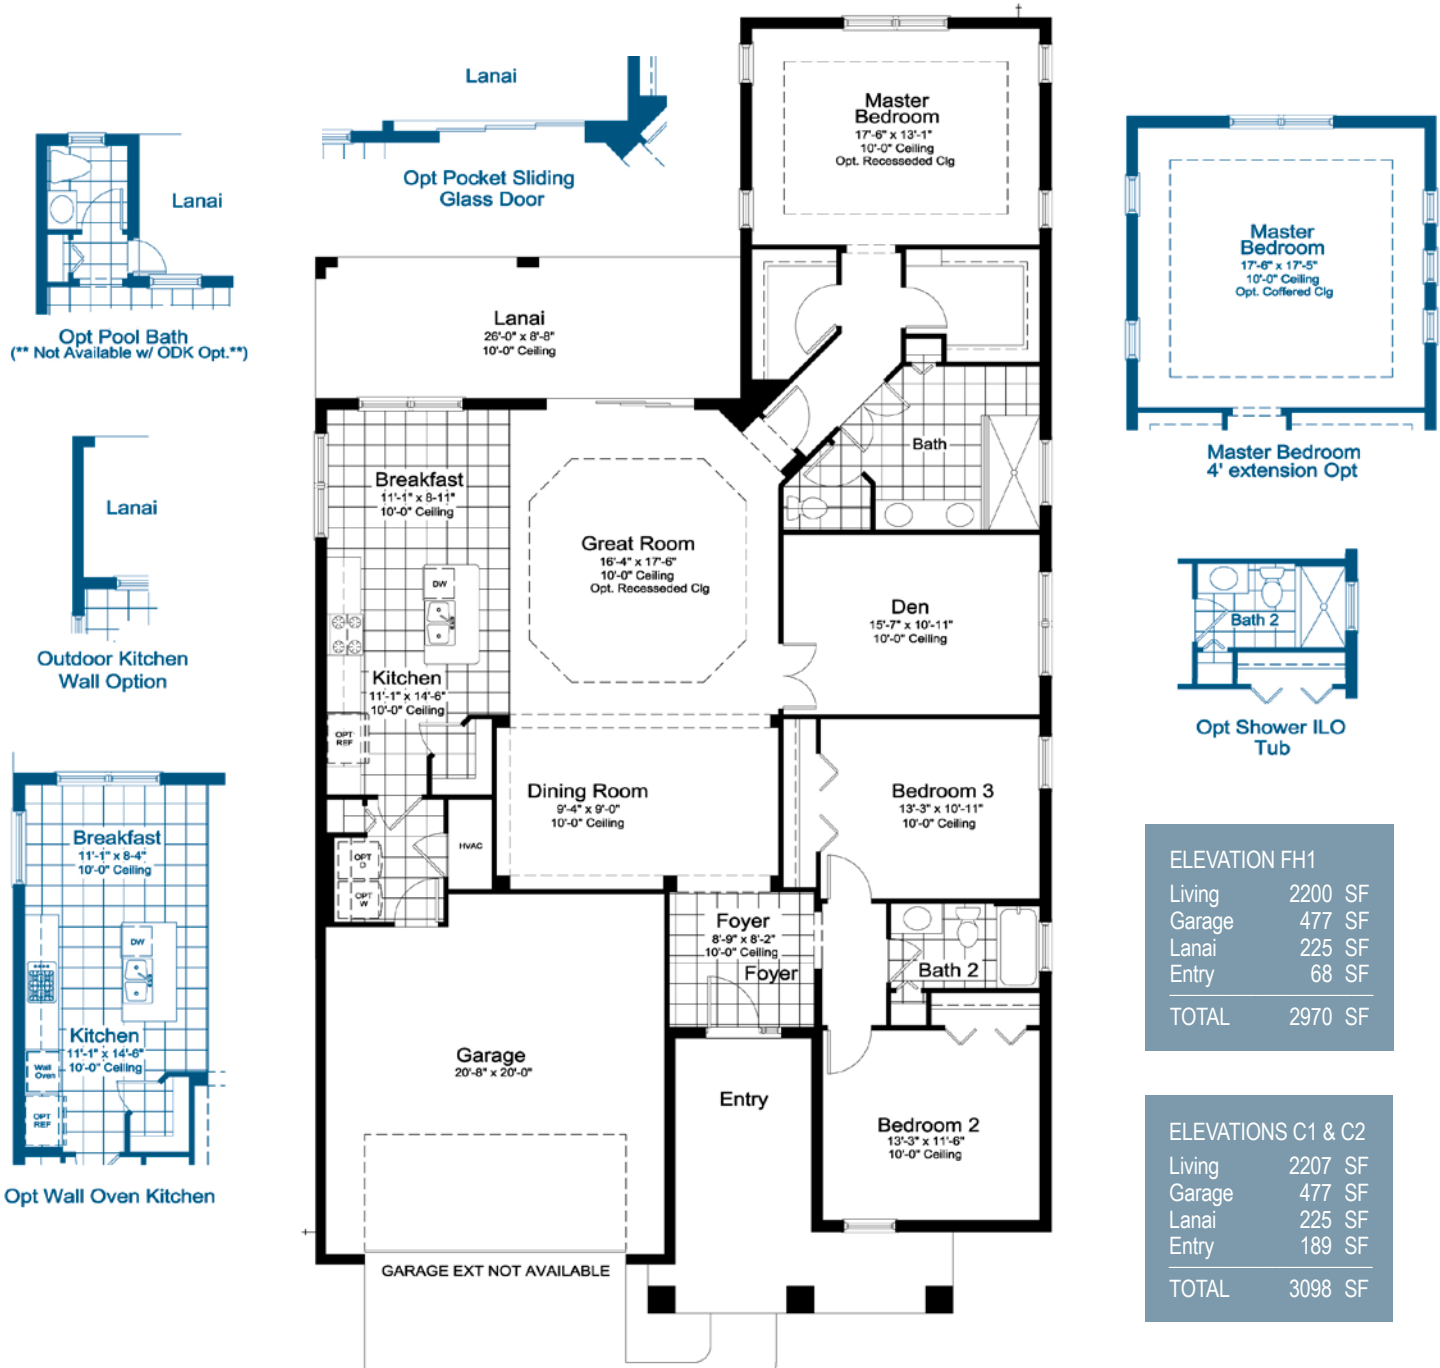 Lanai
Opt Pocket Sliding
Glass Door
Lanai
Opt Pool Bath
(** Not Available w/ ODK Opt.**)
Lanai
Outdoor Kitchen
Wall Option
Breakfast
11'-1" x 8-4"
10'-0" Ceiling
DW
Kitchen
11'-1" x 14'-6"
10'-0" Ceiling
Wall
Oven
OPT
REF
Opt Wall Oven Kitchen
Master
Bedroom
17'-6" x 13'-1"
10'-0" Ceiling
Opt. Recesseded Clg
Lanai
26'-0" x 8'-8"
10'-0" Ceiling
Bath
Breakfast
11'-1" x 8-11"
10'-0" Ceiling
Great Room
16'-4" x 17'-6"
10'-0" Ceiling
Opt. Recesseded Clg
DW
Den
15'-7" x 10'-11"
10'-0" Ceiling
Kitchen
11'-1" x 14'-6"
10'-0" Ceiling
OPT
REF
Dining Room
9'-4" x 9'-0"
10'-0" Ceiling
Bedroom 3
13'-3" x 10'-11"
10'-0" Ceiling
HVAC
OPT
D
OPT
W
Foyer
8'-9" x 8'-2"
10'-0" Ceiling
Foyer
Bath 2
Garage
20'-8" x 20'-0"
Entry
Bedroom 2
13'-3" x 11'-6"
10'-0" Ceiling
GARAGE EXT NOT AVAILABLE
Master
Bedroom
17'-6" x 17'-5"
10'-0" Ceiling
Opt. Coffered Clg
Master Bedroom
4' extension Opt
Bath 2
Opt Shower ILO
Tub
ELEVATION FH1
Living 2200 SF
Garage 477 SF
Lanai 225 SF
Entry 68 SF
TOTAL 2970 SF
ELEVATIONS C1 & C2
Living 2207 SF
Garage 477 SF
Lanai 225 SF
Entry 189 SF
TOTAL 3098 SF